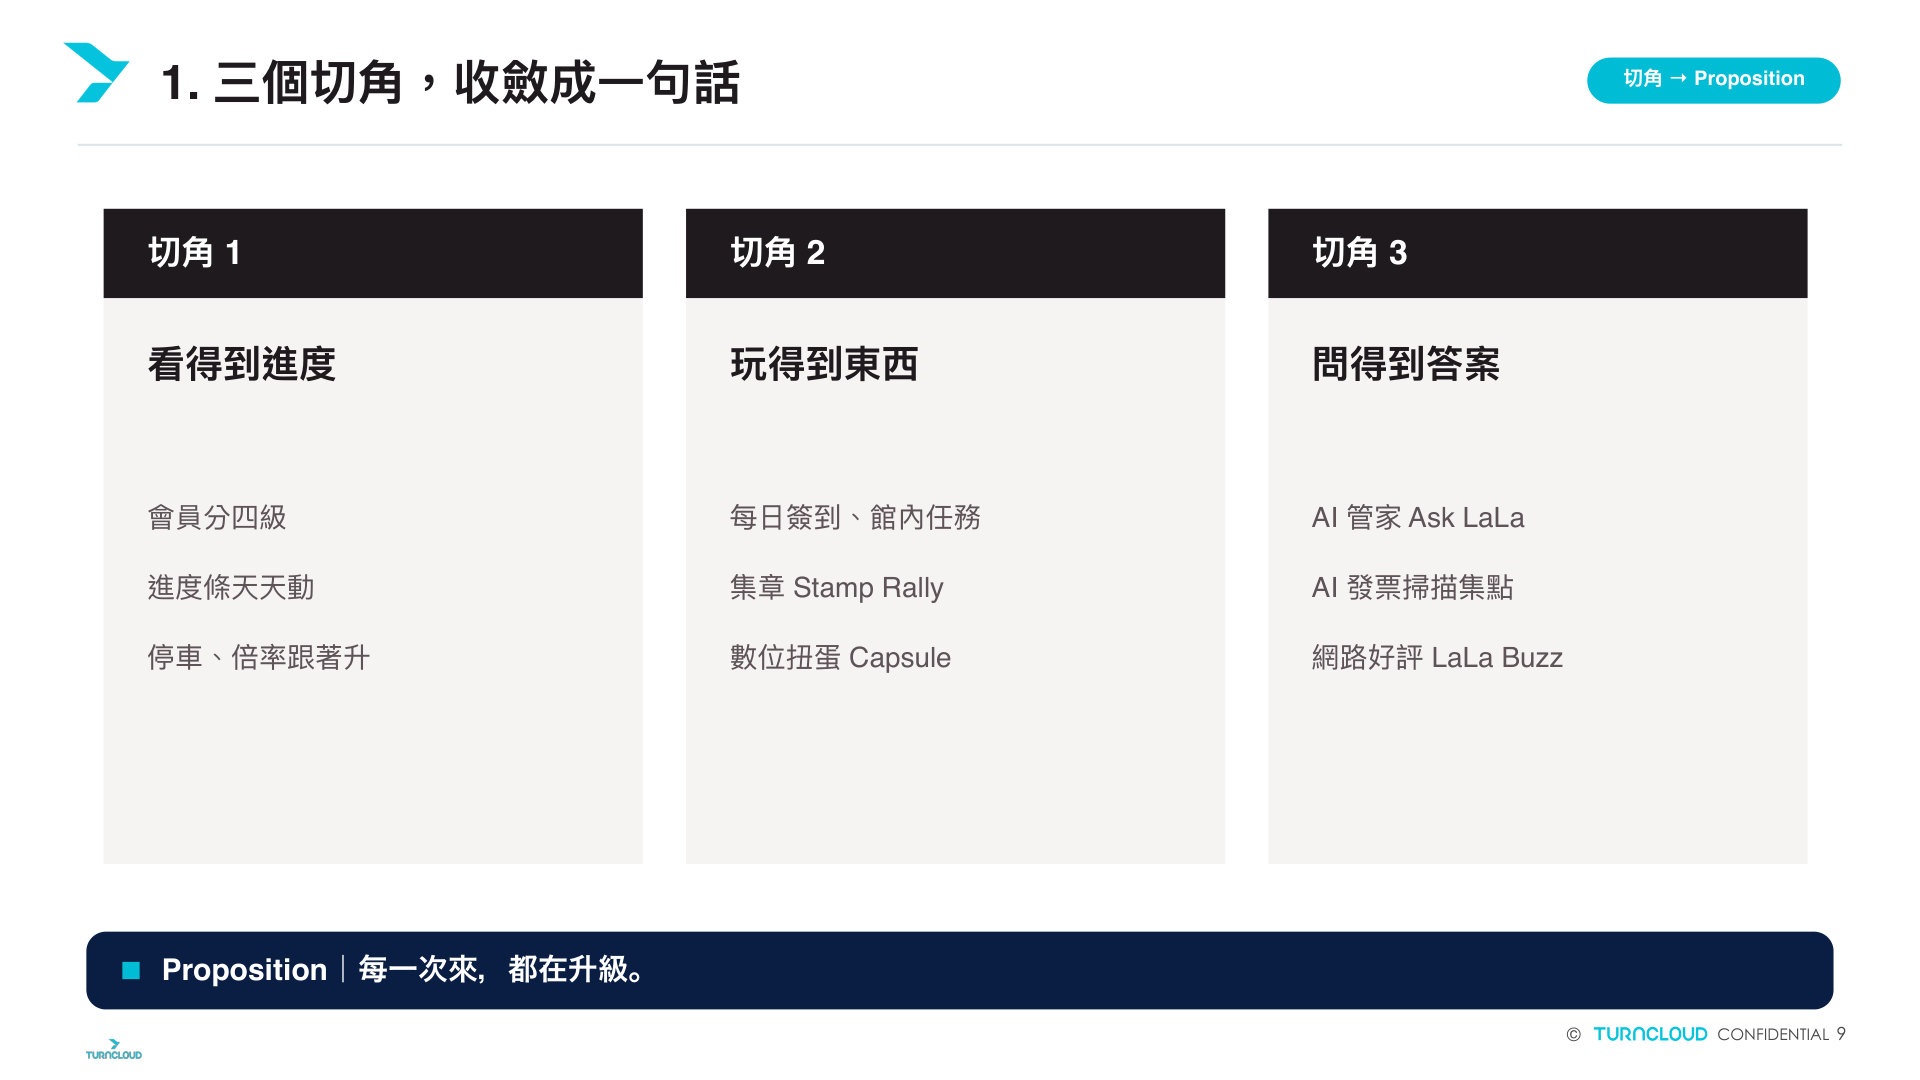 1. 三個切角，收斂成一句話
切角 → Proposition
切角 1
看得到進度
會員分四級
進度條天天動
停車、倍率跟著升
切角 2
玩得到東西
每日簽到、館內任務
集章 Stamp Rally
數位扭蛋 Capsule
切角 3
問得到答案
AI 管家 Ask LaLa
AI 發票掃描集點
網路好評 LaLa Buzz
Proposition｜每一次來，都在升級。
TURNCLOUD
© TURNCLOUD CONFIDENTIAL 9